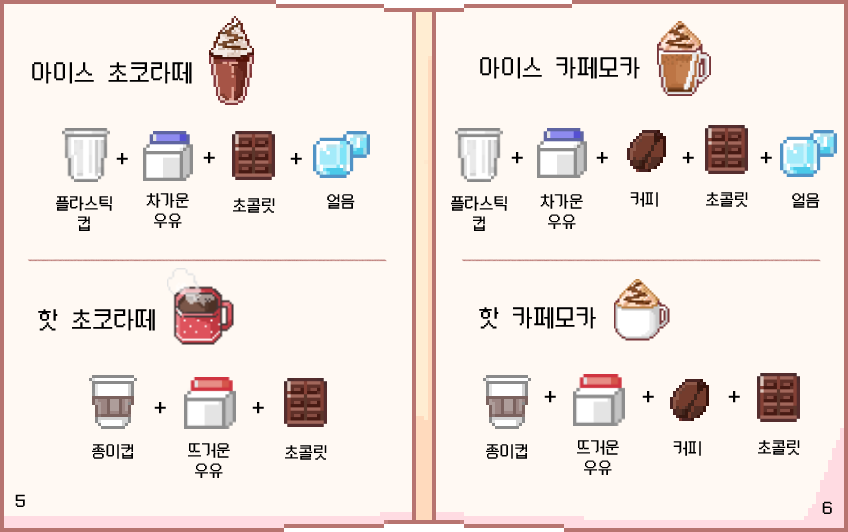 아이스 초코라떼
+
+
+
플라스틱
컵
차가운
우유
초콜릿
얼음
핫 초코라떼
+
+
종이컵
뜨거운
우유
초콜릿
5
아이스 카페모카
+
+
+
+
플라스틱
컵
차가운
우유
커피
초콜릿
얼음
핫 카페모카
+
+
+
종이컵
뜨거운
우유
커피
초콜릿
6